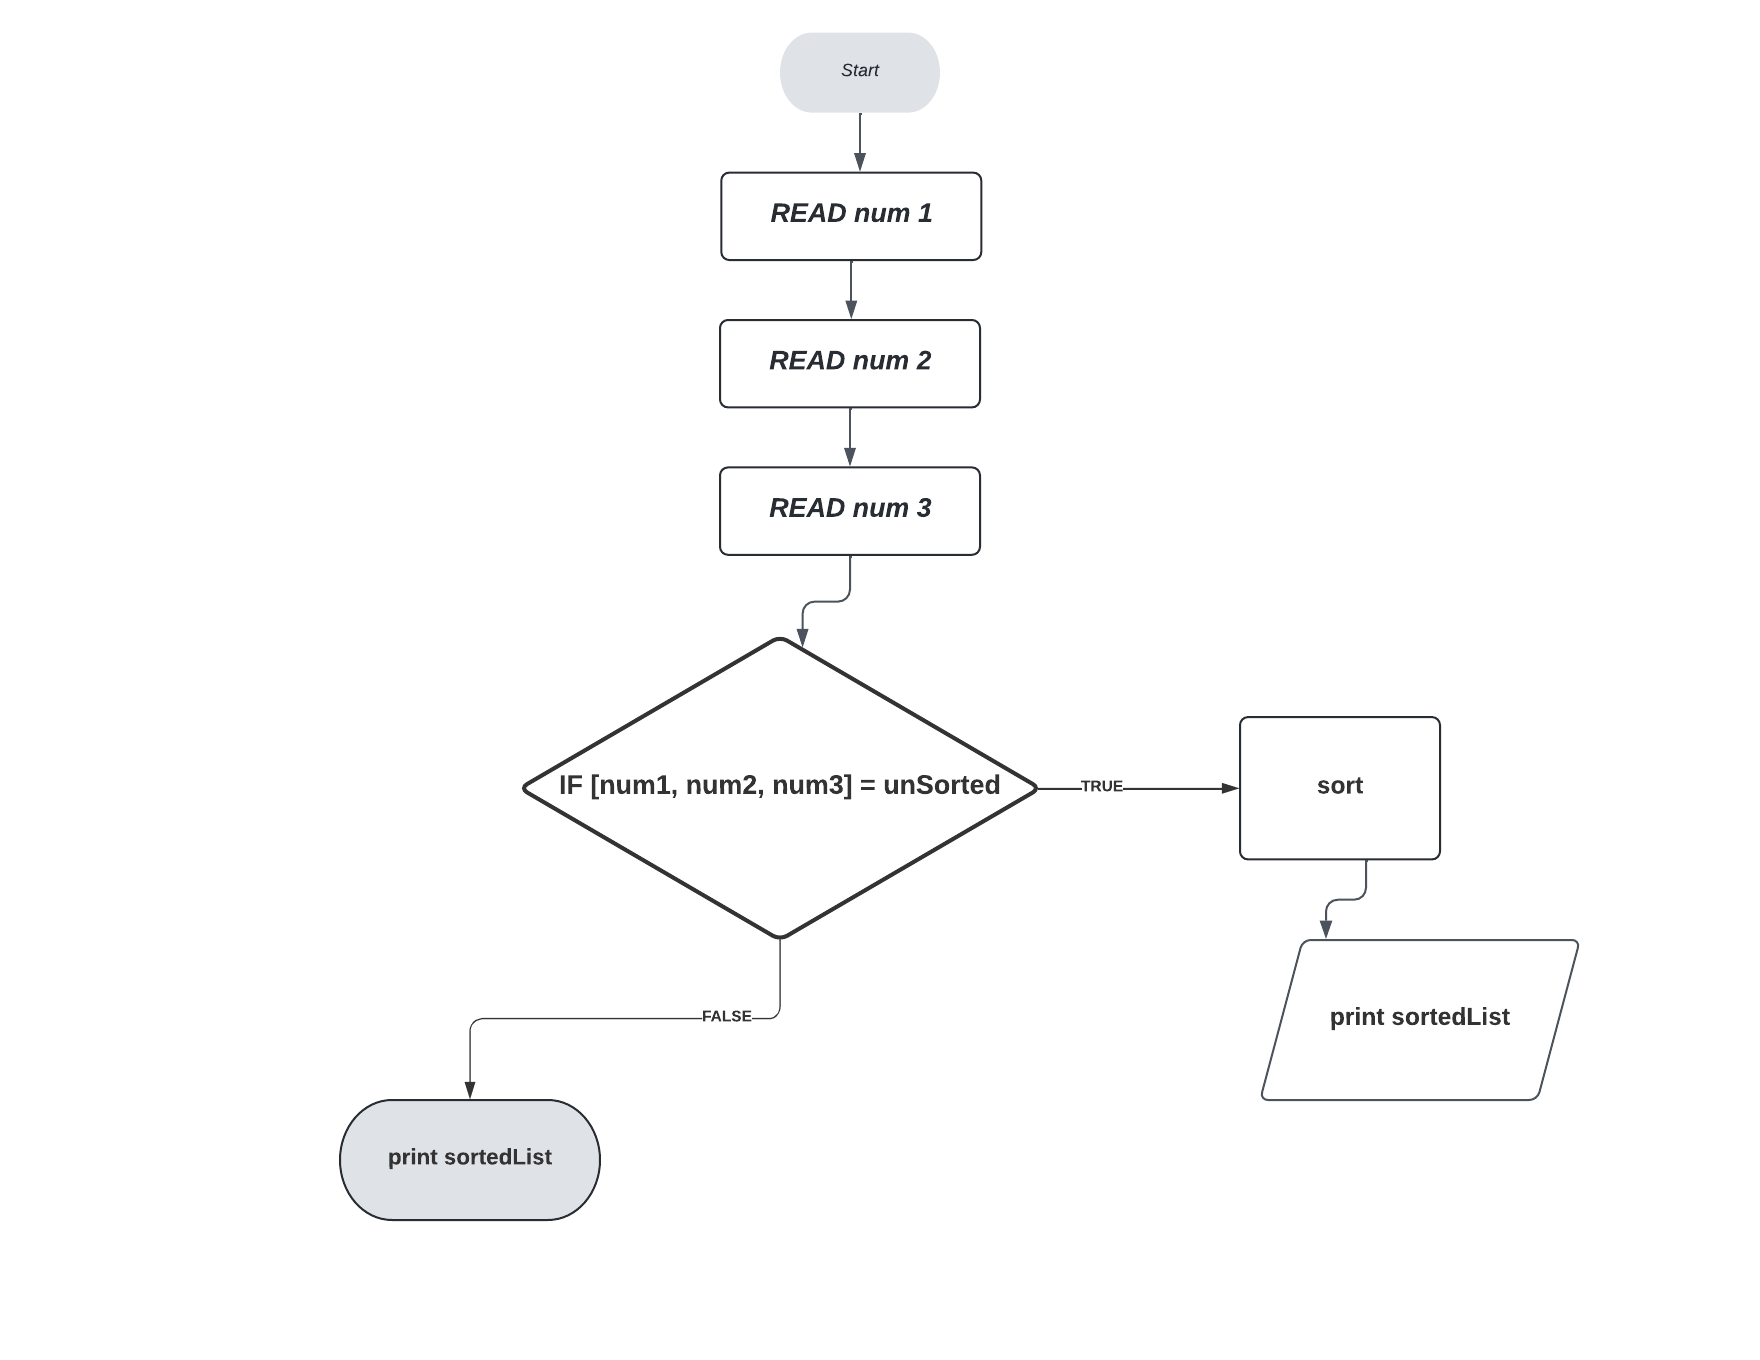 Start
READ num 1
READ num 2
READ num 3
IF [num1, num2, num3] = unSorted
TRUE
sort
FALSE
print sortedList
print sortedList